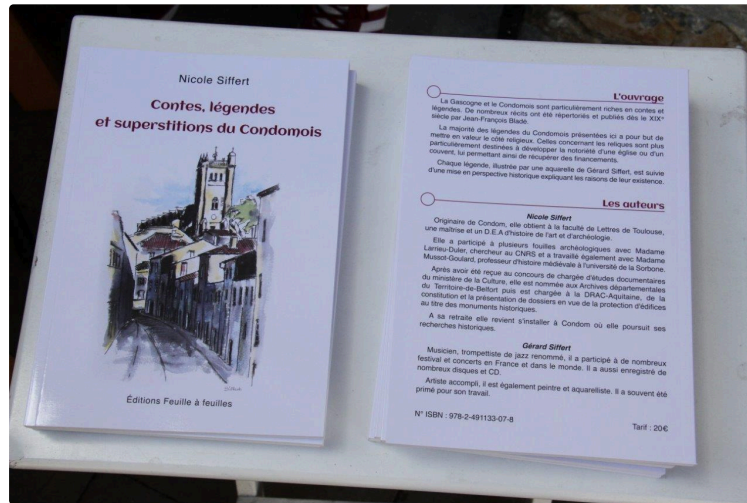 Nicole Siffert
Contes, légendes
et superstitions du Condomois
Éditions Feuille à feuilles
L'ouvrage
La Gascogne et le Condomois sont particulièrement riches en contes et
légendes. De nombreux récits ont été répertoriés et publiés dès le XIXᵉ
siècle par Jean-François Bladé.
La majorité des légendes du Condomois présentées ici a pour but de
mettre en valeur le côté religieux. Celles concernant les reliques sont plus
particulièrement destinées à développer la notoriété d'une église ou d'un
couvent, lui permettant ainsi de récupérer des financements.
Chaque légende, illustrée par une aquarelle de Gérard Siffert, est suivie
d'une mise en perspective historique expliquant les raisons de leur existence.
Les auteurs
Nicole Siffert
Originaire de Condom, elle obtient à la faculté de Lettres de Toulouse,
une maîtrise et un D.E.A d'histoire de l'art et d'archéologie.
Elle a participé à plusieurs fouilles archéologiques avec Madame
Larrieu-Duler, chercheur au CNRS et a travaillé également avec Madame
Mussot-Goulard, professeur d'histoire médiévale à l'université de la Sorbonne.
Après avoir été reçue au concours de chargée d'études documentaires
du ministère de la Culture, elle est nommée aux Archives départementales
du Territoire-de-Belfort puis est chargée à la DRAC-Aquitaine, de la
constitution et la présentation de dossiers en vue de la protection d'édifices
au titre des monuments historiques.
A sa retraite elle revient s'installer à Condom où elle poursuit ses
recherches historiques.
Gérard Siffert
Musicien, trompettiste de jazz renommé, il a participé à de nombreux
festival et concerts en France et dans le monde. Il a aussi enregistré de
nombreux disques et CD.
Artiste accompli, il est également peintre et aquarelliste. Il a souvent été
primé pour son travail.
N° ISBN : 978-2-491133-07-8
Tarif : 20€